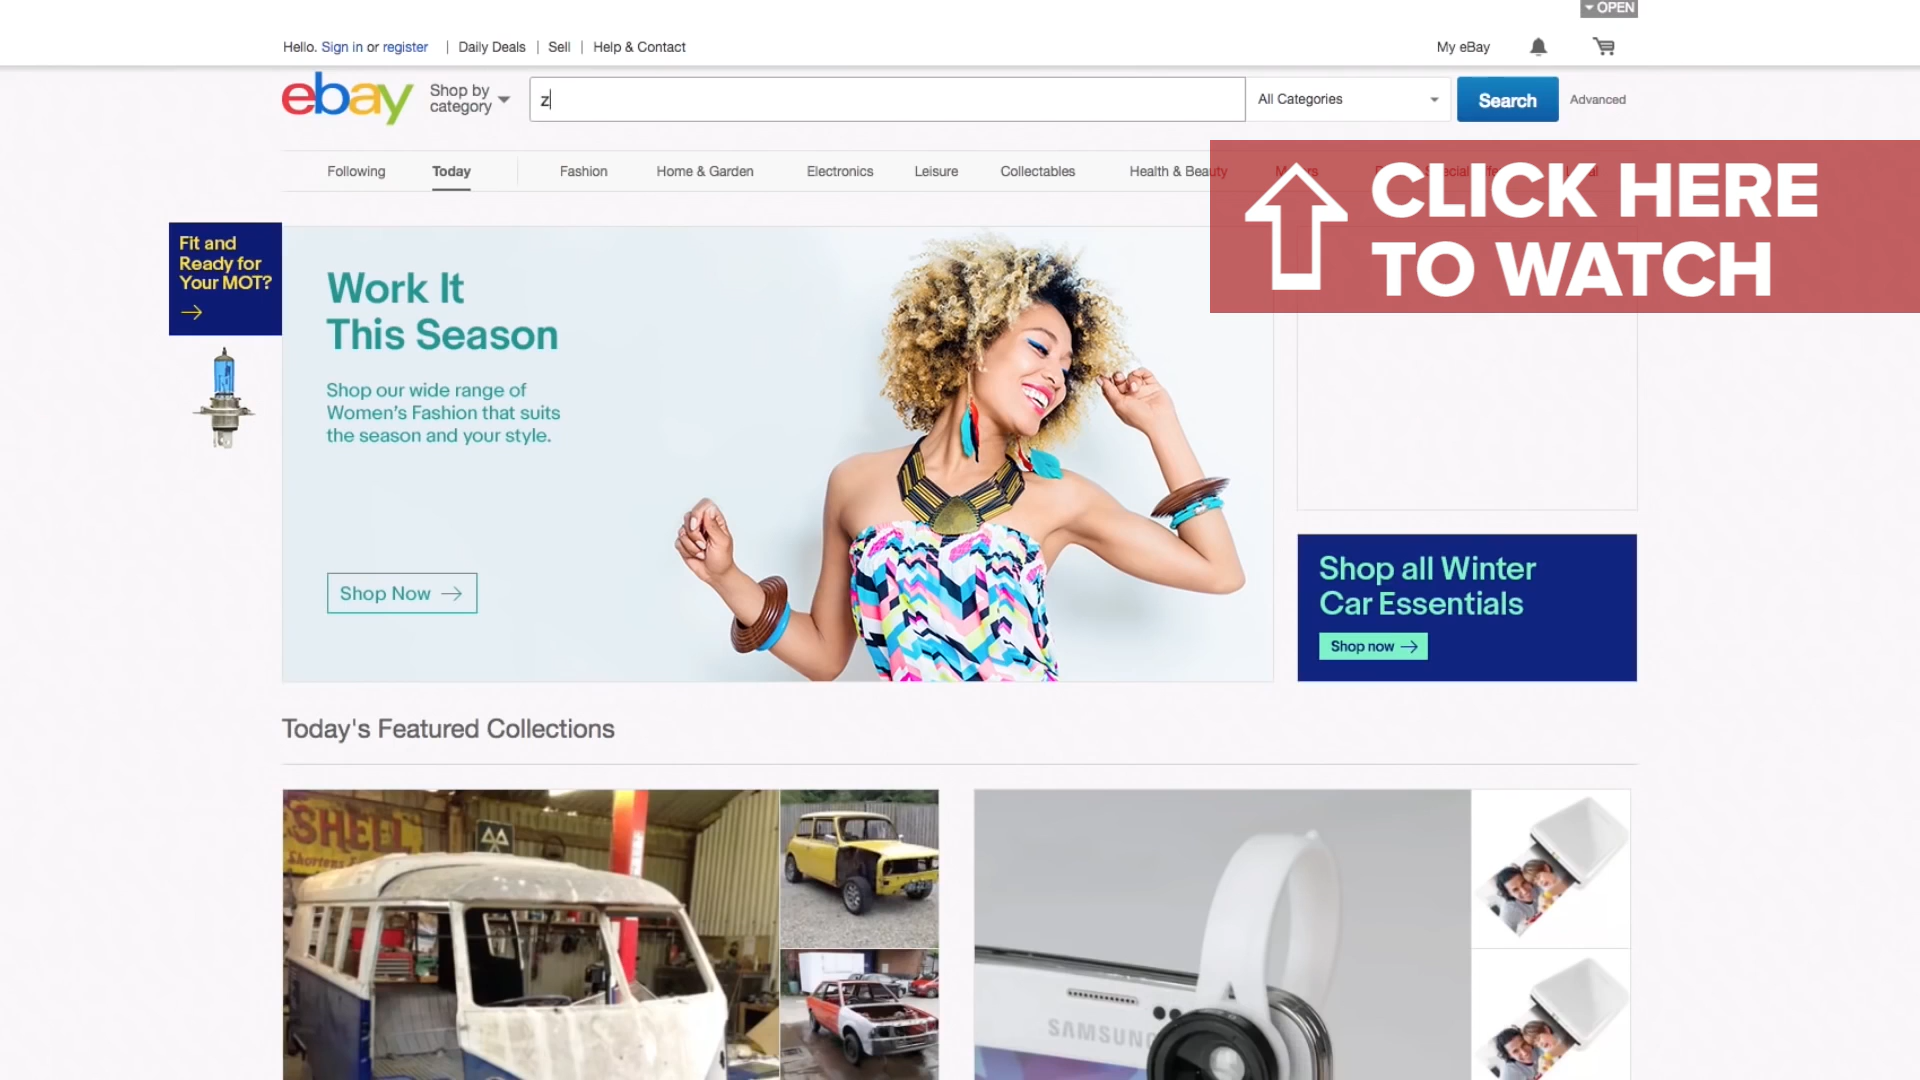 OPEN
Hello. Sign in or register | Daily Deals | Sell | Help & Contact
My eBay
ebay
Shop by
category
z
All Categories
Search
Advanced
Following
Today
Fashion
Home & Garden
Electronics
Leisure
Collectables
Health & Beauty
CLICK HERE
TO WATCH
Fit and
Ready for
Your MOT?
Work It
This Season
Shop our wide range of
Women's Fashion that suits
the season and your style.
Shop Now
Shop all Winter
Car Essentials
Shop now
Today's Featured Collections
SHELL
SAMSUNG